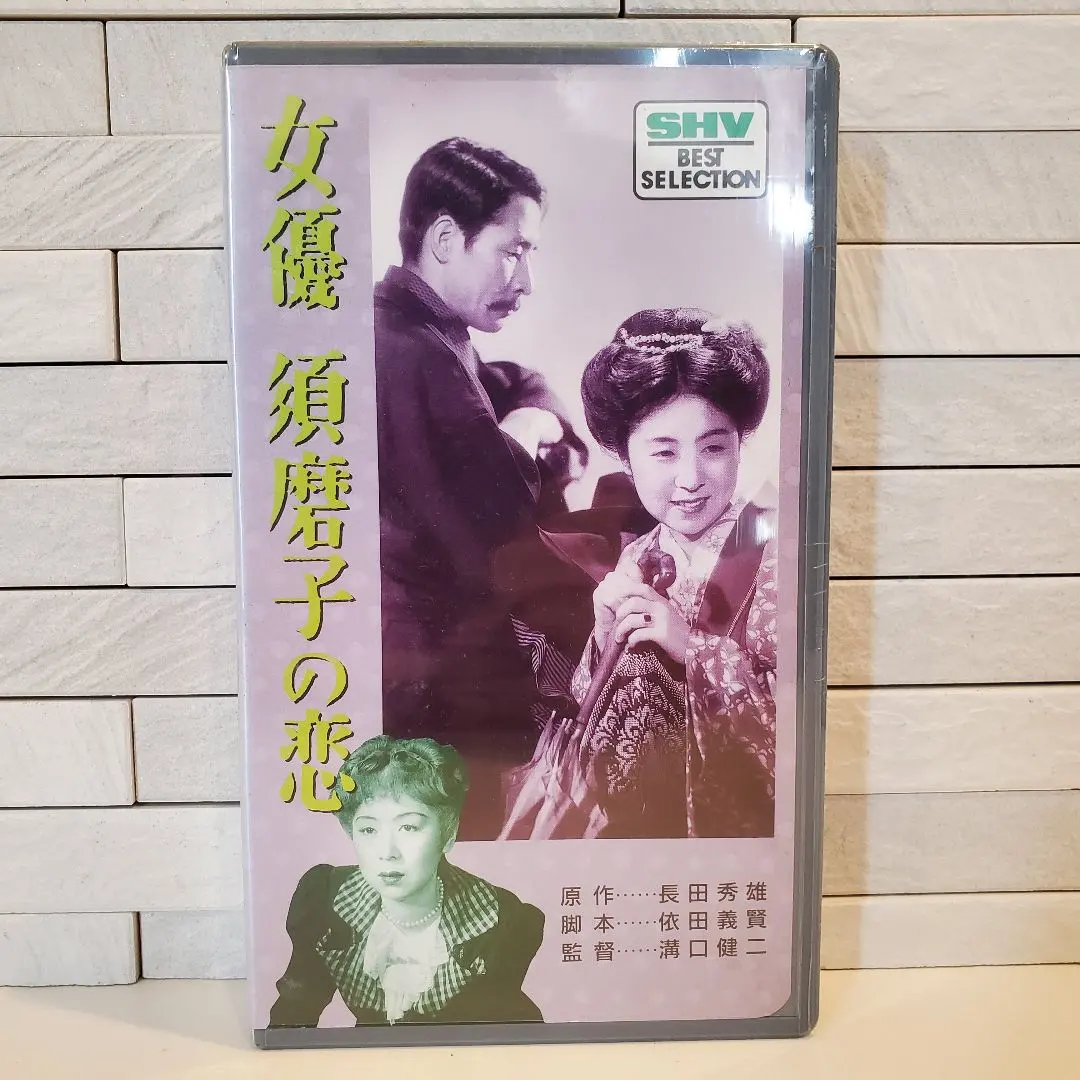 女優 須磨子の恋
SHV
BEST
SELECTION
原作……長田秀雄
脚本……依田義賢
監督……溝口健二